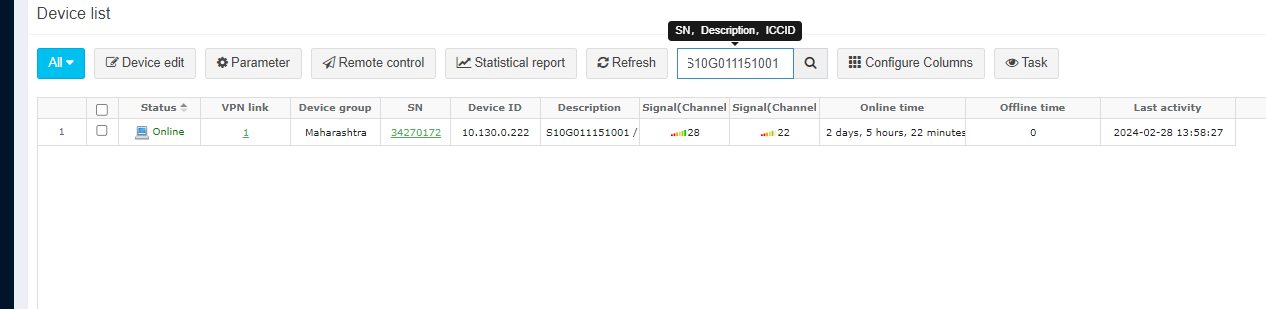 Device list
SN, Description, ICCID
All Device edit Parameter Remote control Statistical report Refresh S10G011151001 Configure Columns Task
Status VPN link Device group SN Device ID Description Signal(Channel Signal(Channel Online time Offline time Last activity
1 Online 1 Maharashtra 34270172 10.130.0.222 S10G011151001 / 28 22 2 days, 5 hours, 22 minutes 0 2024-02-28 13:58:27